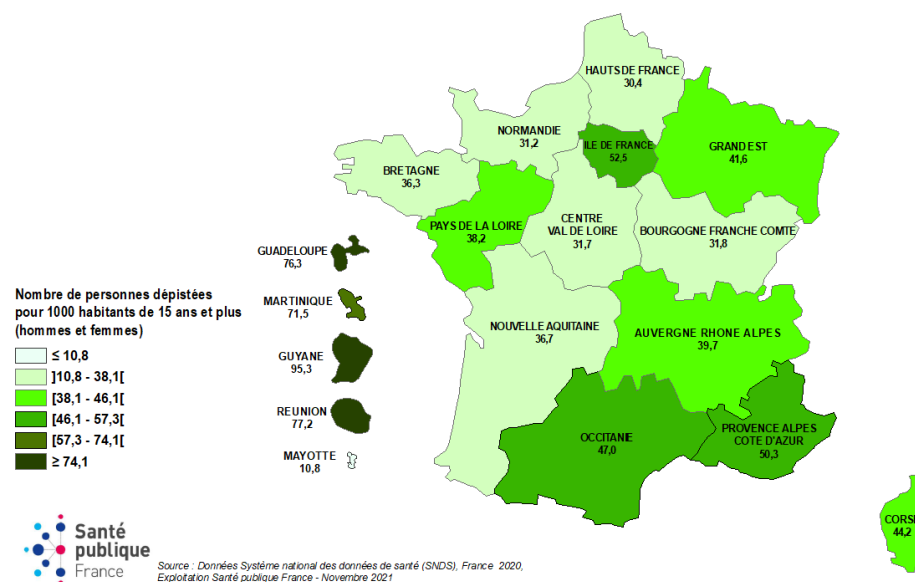 HAUTS DE FRANCE
30,4
NORMANDIE
31,2
ILE DE FRANCE
52,5
GRAND EST
41,6
BRETAGNE
36,3
PAYS DE LA LOIRE
38,2
CENTRE
VAL DE LOIRE
31,7
BOURGOGNE FRANCHE COMTE
31,8
GUADELOUPE
76,3
MARTINIQUE
71,5
GUYANE
95,3
REUNION
77,2
MAYOTTE
10,8
NOUVELLE AQUITAINE
36,7
AUVERGNE RHONE ALPES
39,7
OCCITANIE
47,0
PROVENCE ALPES
COTE D'AZUR
50,3
CORSE
44,2
Nombre de personnes dépistées
pour 1000 habitants de 15 ans et plus
(hommes et femmes)
≤ 10,8
]10,8 - 38,1[
[38,1 - 46,1[
[46,1 - 57,3[
[57,3 - 74,1[
≥ 74,1
Santé
publique
France
Source : Données Système national des données de santé (SNDS), France 2020,
Exploitation Santé publique France - Novembre 2021